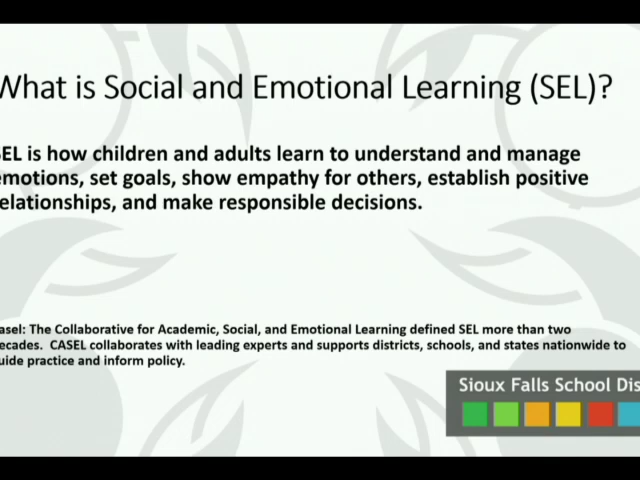 What is Social and Emotional Learning (SEL)?
SEL is how children and adults learn to understand and manage
emotions, set goals, show empathy for others, establish positive
relationships, and make responsible decisions.
asel: The Collaborative for Academic, Social, and Emotional Learning defined SEL more than two
ecades. CASEL collaborates with leading experts and supports districts, schools, and states nationwide to
uide practice and inform policy.
Sioux Falls School Dis